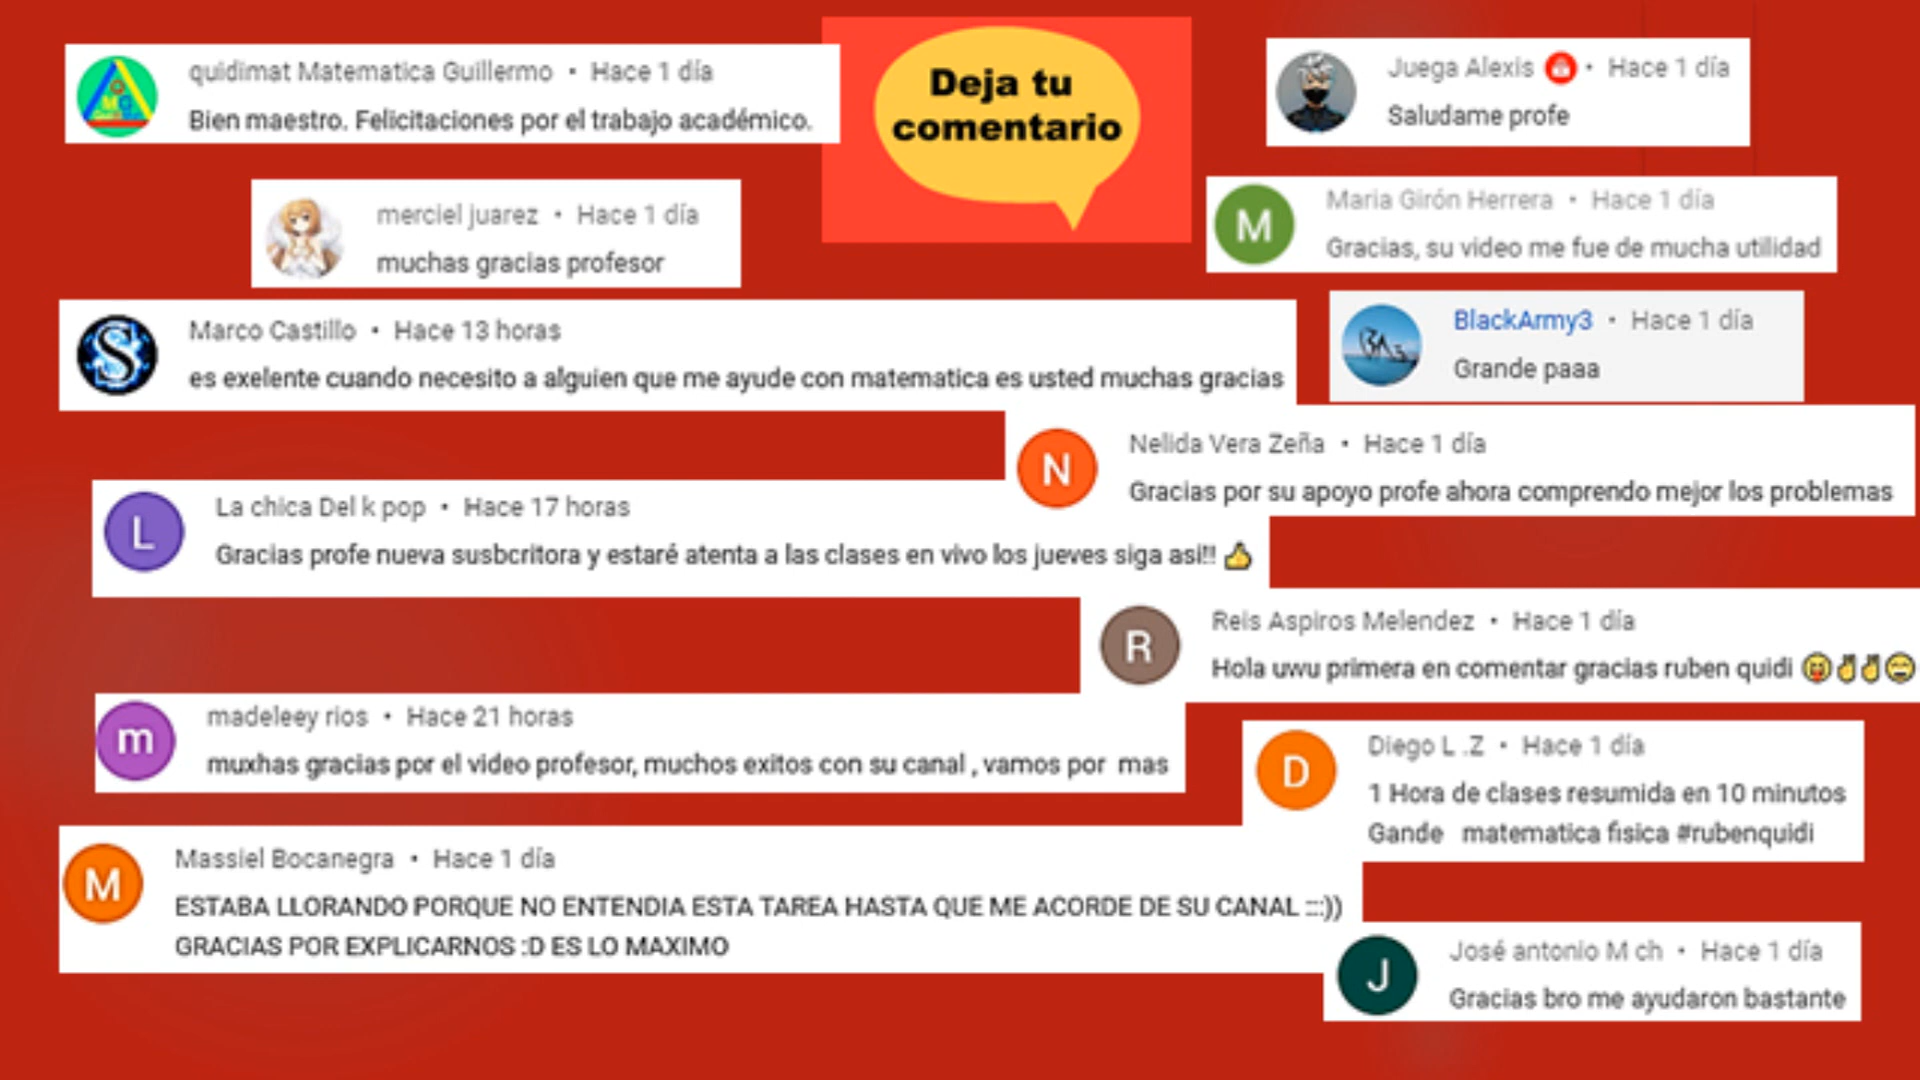 quidimat Matematica Guillermo • Hace 1 día
Bien maestro. Felicitaciones por el trabajo académico.
Deja tu
comentario
Juega Alexis • Hace 1 día
Saludame profe
merciel juarez • Hace 1 día
muchas gracias profesor
M
Maria Girón Herrera • Hace 1 día
Gracias, su video me fue de mucha utilidad
S
Marco Castillo • Hace 13 horas
es exelente cuando necesito a alguien que me ayude con matematica es usted muchas gracias
BlackArmy3 • Hace 1 día
Grande paaa
N
Nelida Vera Zeña • Hace 1 día
Gracias por su apoyo profe ahora comprendo mejor los problemas
L
La chica Del k pop • Hace 17 horas
Gracias profe nueva susbcritora y estaré atenta a las clases en vivo los jueves siga asi!! 👍
R
Reis Aspiros Melendez • Hace 1 día
Hola uwu primera en comentar gracias ruben quidi 😝✌✌😁
m
madeleey rios • Hace 21 horas
muxhas gracias por el video profesor, muchos exitos con su canal , vamos por mas
D
Diego L .Z • Hace 1 día
1 Hora de clases resumida en 10 minutos
Gande matematica fisica #rubenquidi
M
Massiel Bocanegra • Hace 1 día
ESTABA LLORANDO PORQUE NO ENTENDIA ESTA TAREA HASTA QUE ME ACORDE DE SU CANAL :::))
GRACIAS POR EXPLICARNOS :D ES LO MAXIMO
J
José antonio M ch • Hace 1 día
Gracias bro me ayudaron bastante